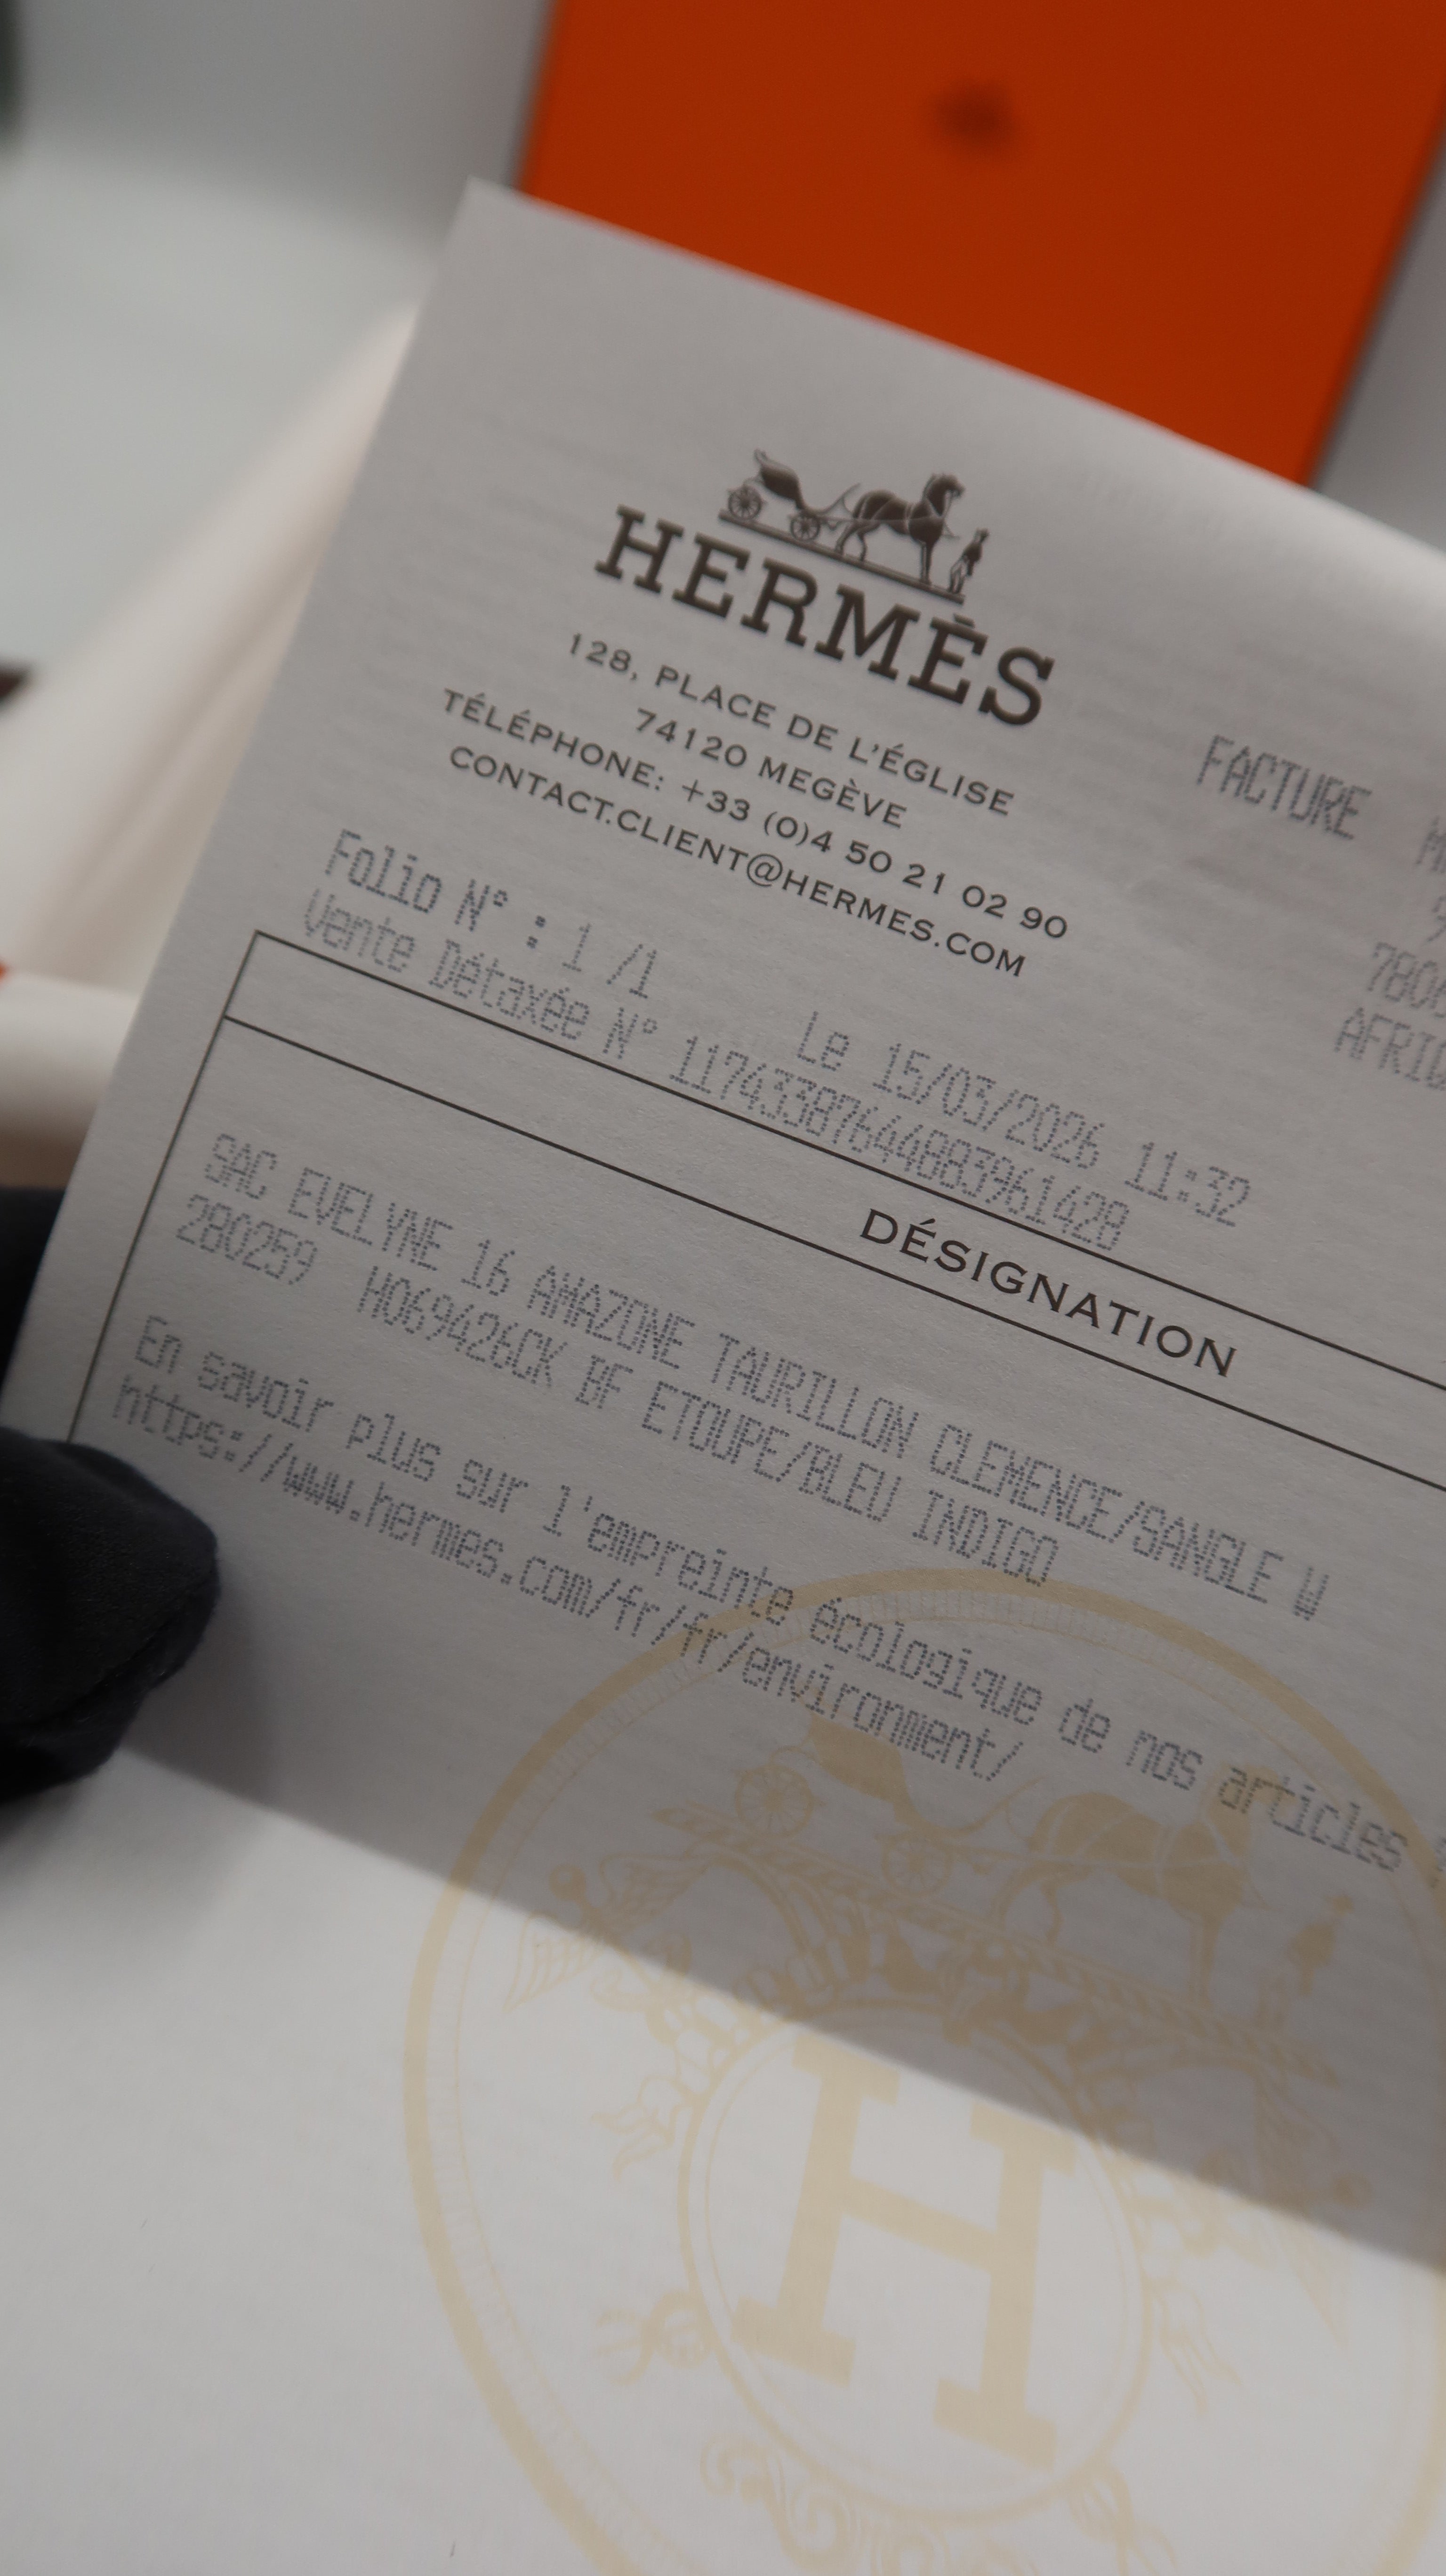 HERMÈS
128, PLACE DE L'ÉGLISE
74120 MEGÈVE
TÉLÉPHONE: +33 (0)4 50 21 02 90
CONTACT.CLIENT@HERMES.COM
FACTURE
7806
AFRIQ
Folio N° : 1 /1
Le 15/03/2026 11:32
Vente Détaxée N° 11743387644883961428
DÉSIGNATION
SAC EVELYNE 16 AMAZONE TAURILLON CLEMENCE/SANGLE W
280259 H069426CK BF ETOUPE/BLEU INDIGO
En savoir plus sur l'empreinte écologique de nos articles
https://www.hermes.com/fr/fr/environment/
H